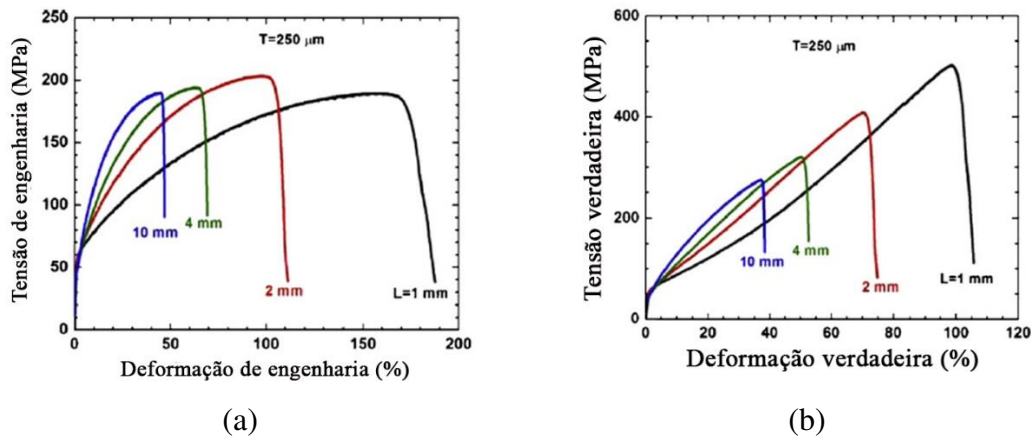 250
200
150
100
50
0
Tensão de engenharia (MPa)
T=250 μm
10 mm
4 mm
2 mm
L=1 mm
0 50 100 150 200
Deformação de engenharia (%)
(a)
600
400
200
0
Tensão verdadeira (MPa)
T=250 μm
10 mm
4 mm
2 mm
L=1 mm
0 20 40 60 80 100 120
Deformação verdadeira (%)
(b)